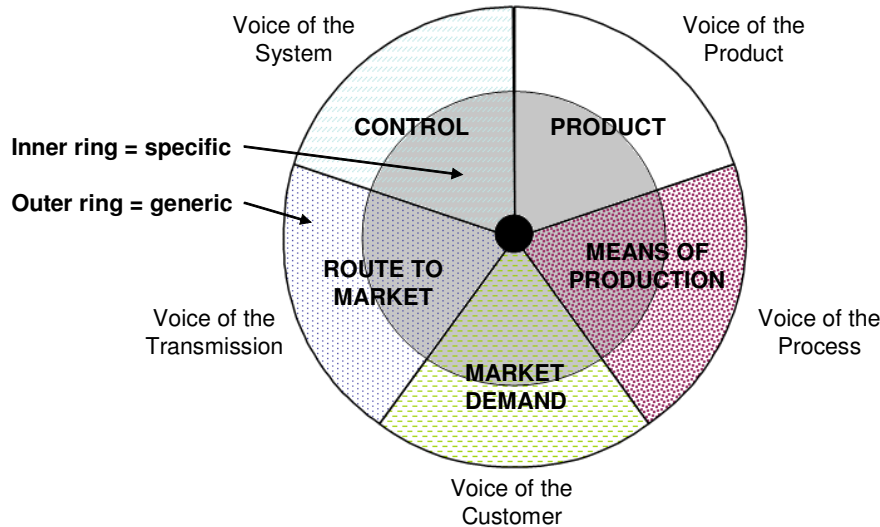 Voice of the
System
Voice of the
Product
CONTROL
PRODUCT
Inner ring = specific
Outer ring = generic
MEANS OF
PRODUCTION
ROUTE TO
MARKET
Voice of the
Transmission
Voice of the
Process
MARKET
DEMAND
Voice of the
Customer